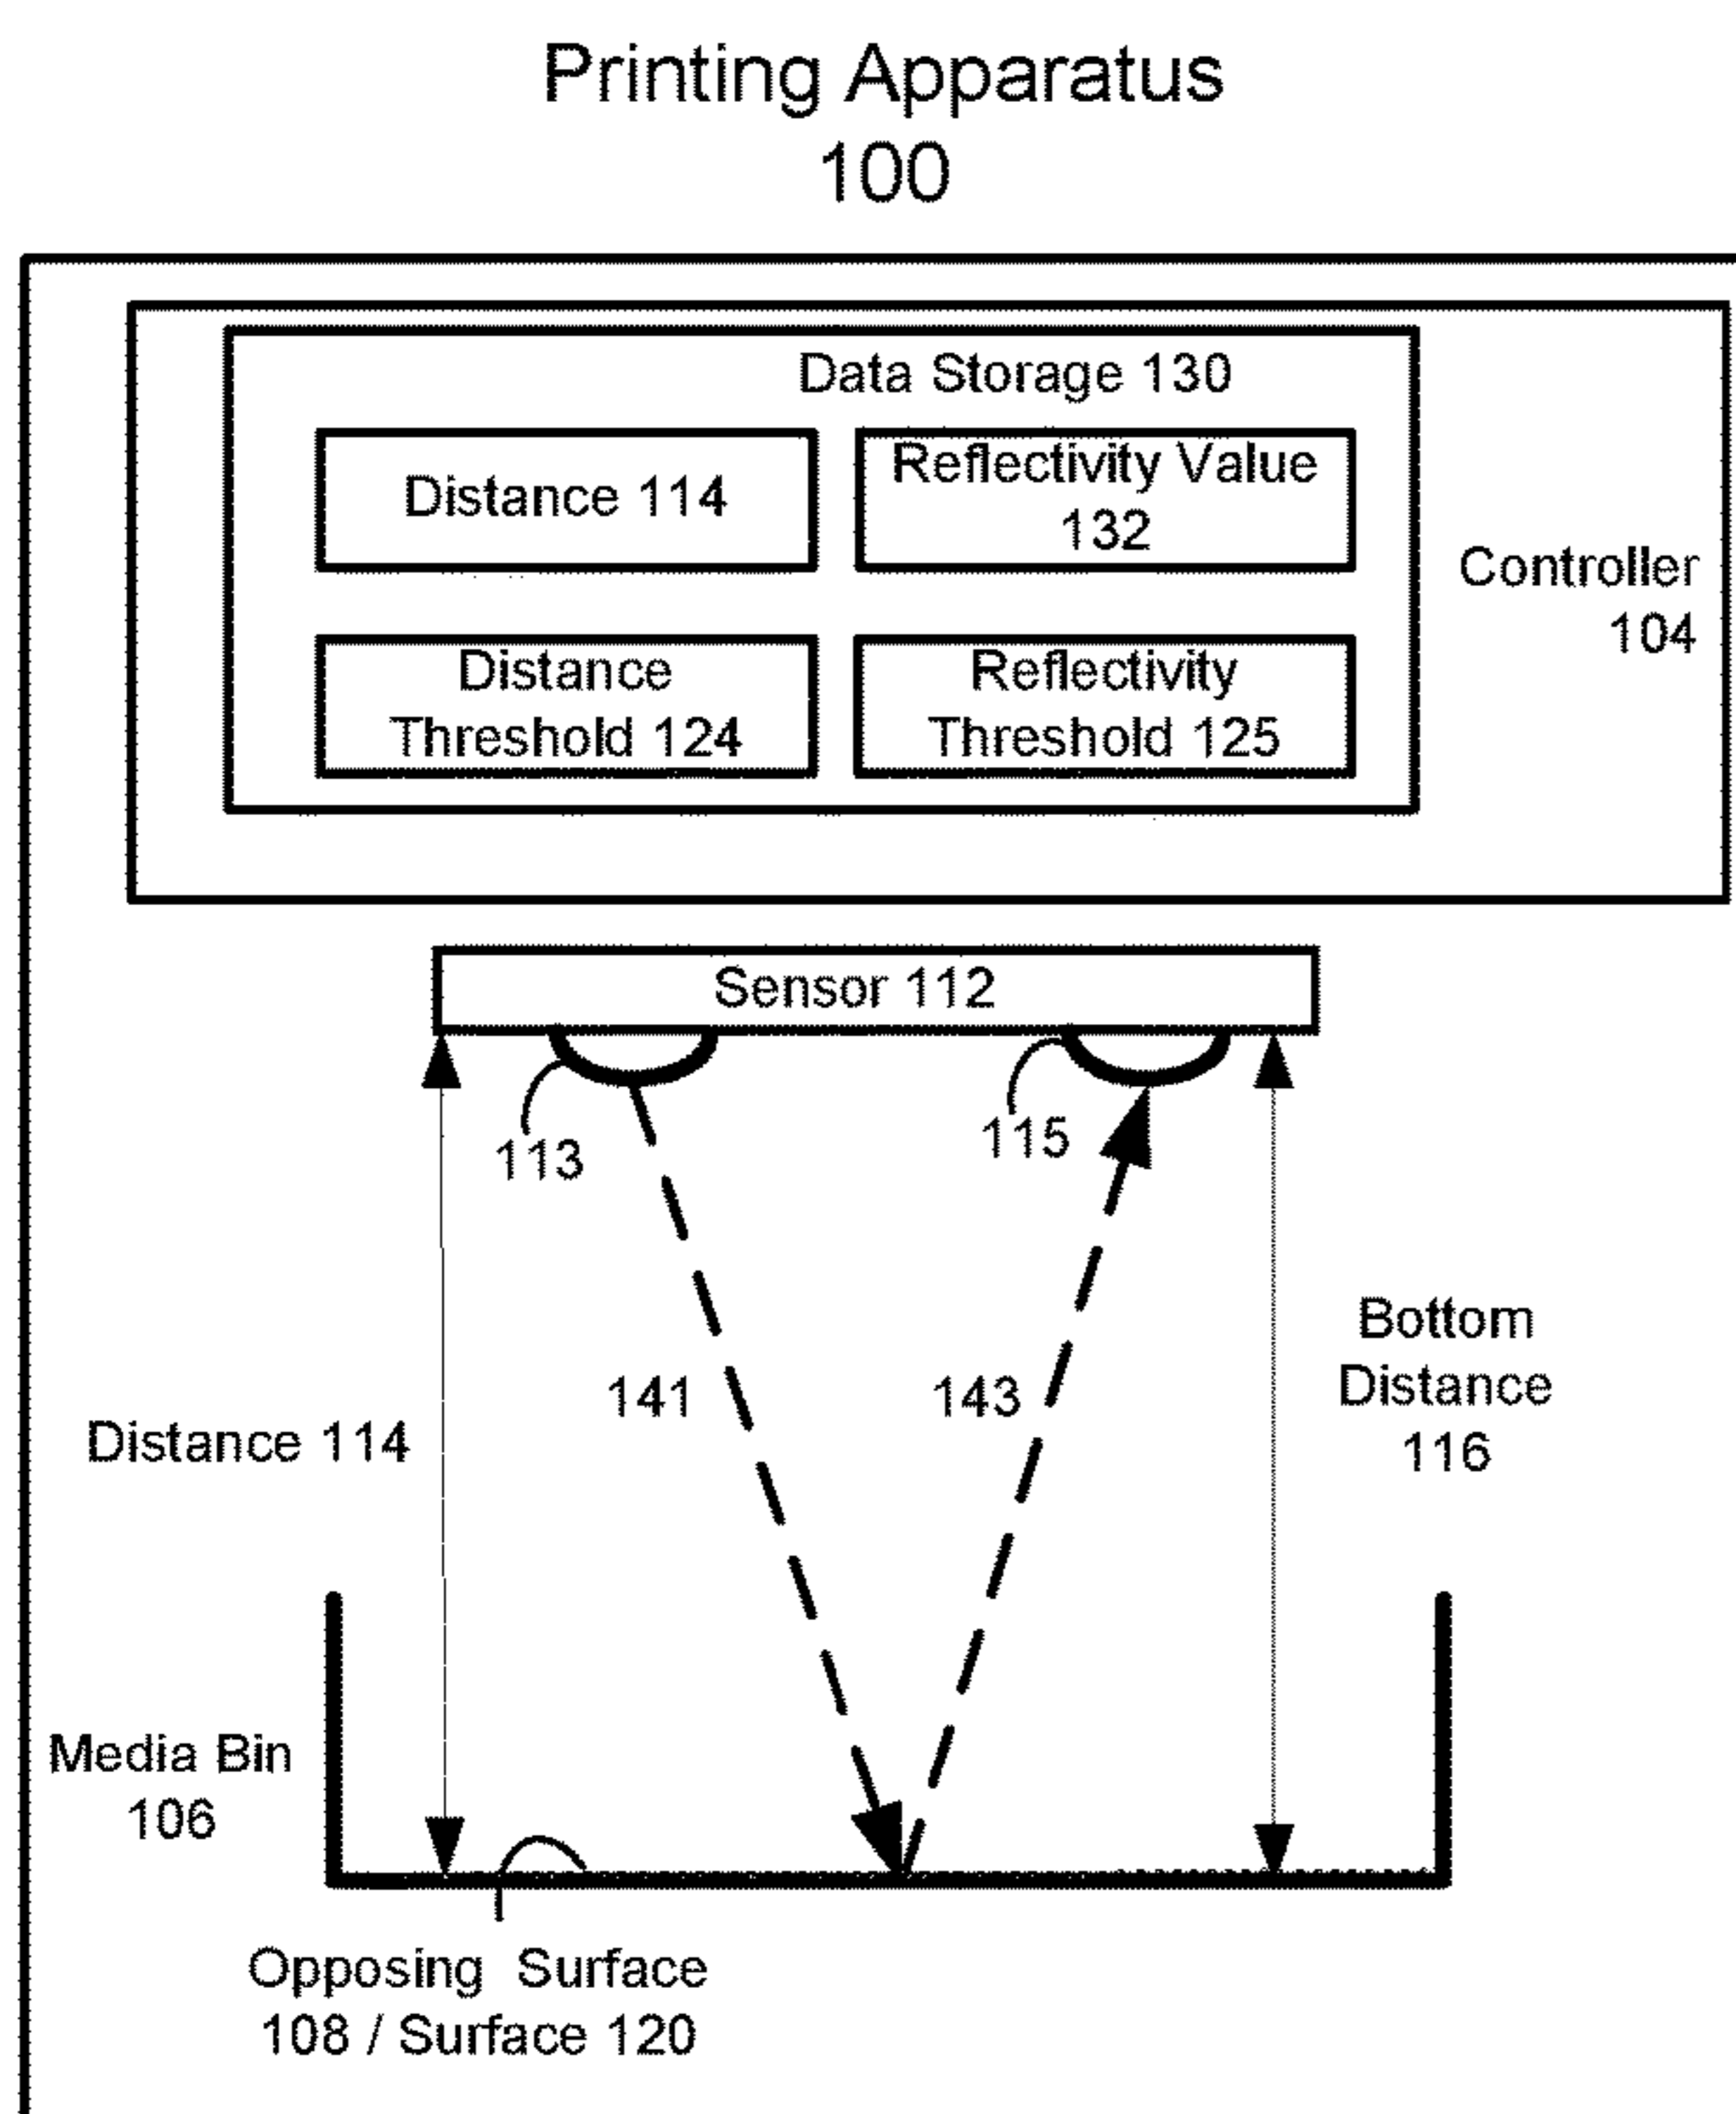 Printing Apparatus
100
Data Storage 130
Distance 114
Reflectivity Value
132
Controller
104
Distance
Threshold 124
Reflectivity
Threshold 125
Sensor 112
113
115
141
143
Bottom
Distance
116
Distance 114
Media Bin
106
Opposing Surface
108 / Surface 120